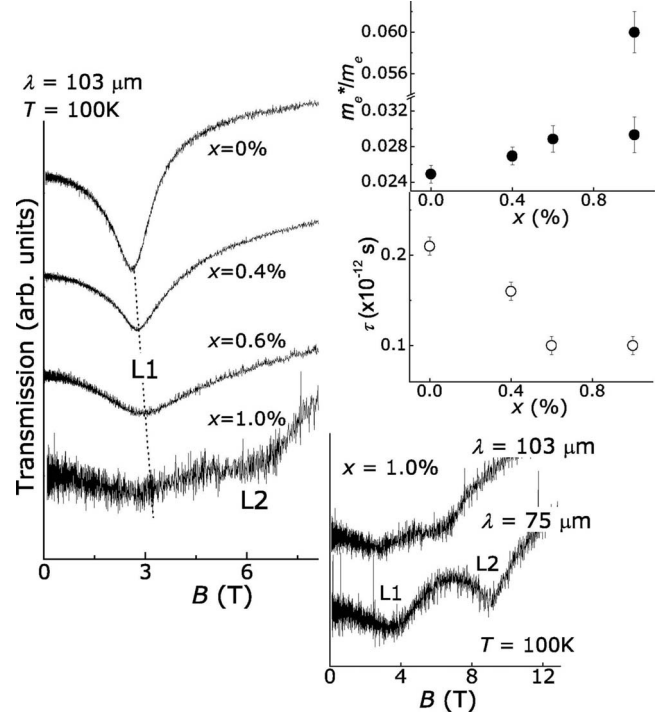 λ = 103 μm
T = 100K
x=0%
x=0.4%
x=0.6%
x=1.0%
L1
L2
Transmission (arb. units)
0 3 6
B (T)
0.060
0.056
0.032
0.028
0.024
mₑ*/mₑ
0.0 0.4 0.8
x (%)
0.2
0.1
τ (x10⁻¹² s)
0.0 0.4 0.8
x (%)
x = 1.0%
λ = 103 μm
λ = 75 μm
L1
L2
T = 100K
0 4 8 12
B (T)